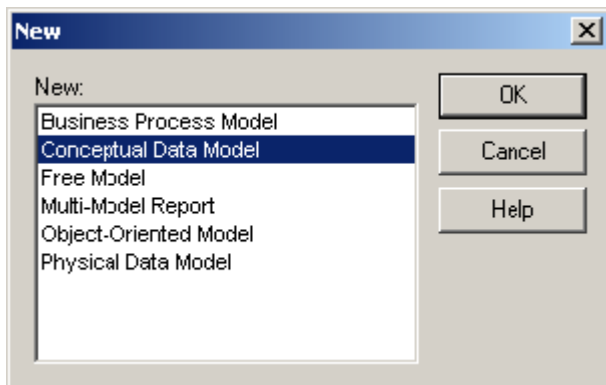 New
New:
Business Process Model
Conceptual Data Model
Free Model
Multi-Model Report
Object-Oriented Model
Physical Data Model
OK
Cancel
Help